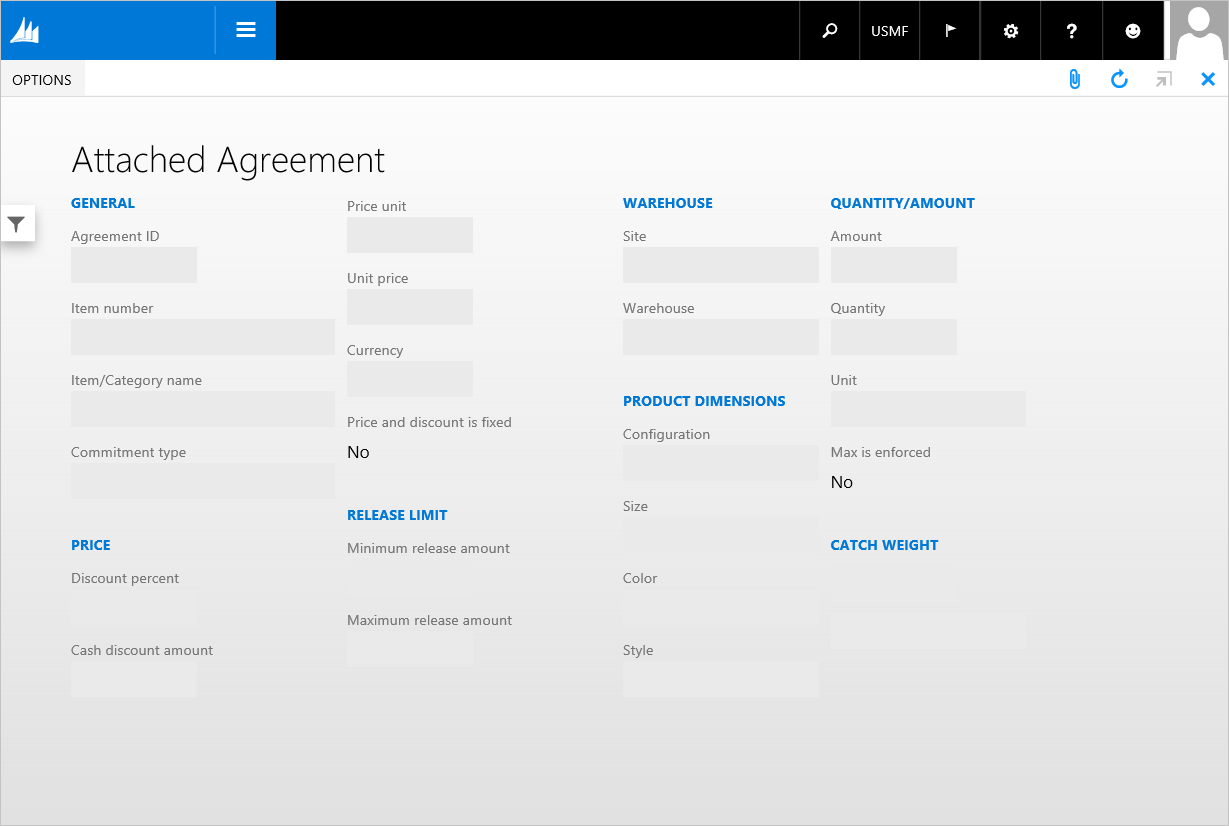 USMF
?
OPTIONS
Attached Agreement
GENERAL
Agreement ID
Item number
Item/Category name
Commitment type
PRICE
Discount percent
Cash discount amount
Price unit
Unit price
Currency
Price and discount is fixed
No
RELEASE LIMIT
Minimum release amount
Maximum release amount
WAREHOUSE
Site
Warehouse
PRODUCT DIMENSIONS
Configuration
Size
Color
Style
QUANTITY/AMOUNT
Amount
Quantity
Unit
Max is enforced
No
CATCH WEIGHT